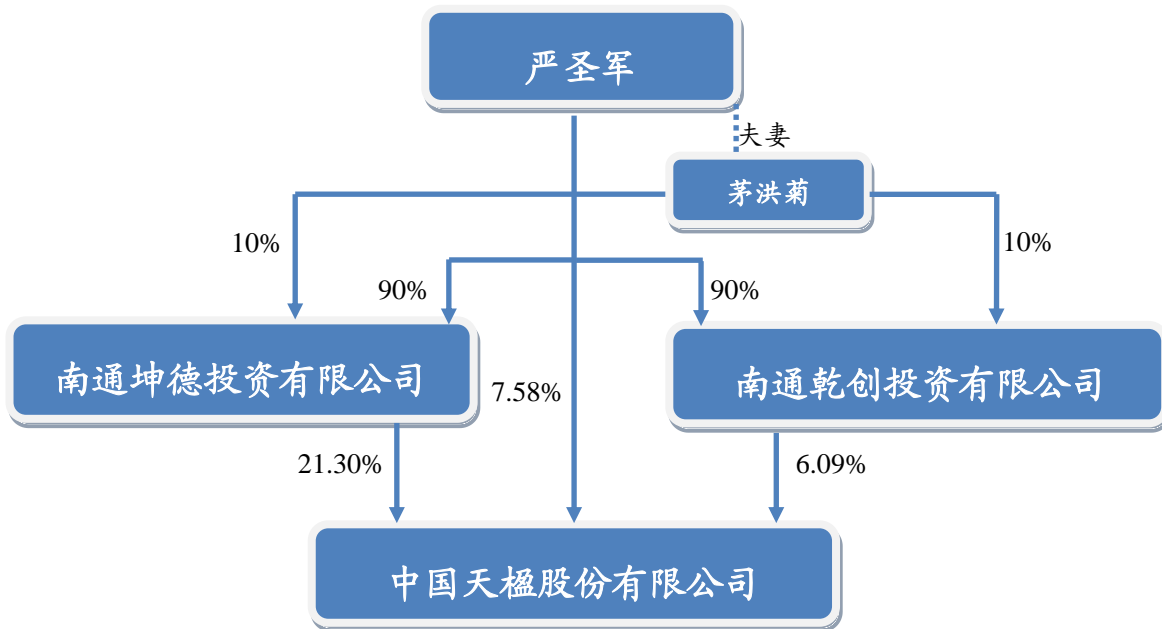 严圣军
夫妻
茅洪菊
10%
10%
90%
90%
南通坤德投资有限公司
7.58%
南通乾创投资有限公司
21.30%
6.09%
中国天楹股份有限公司